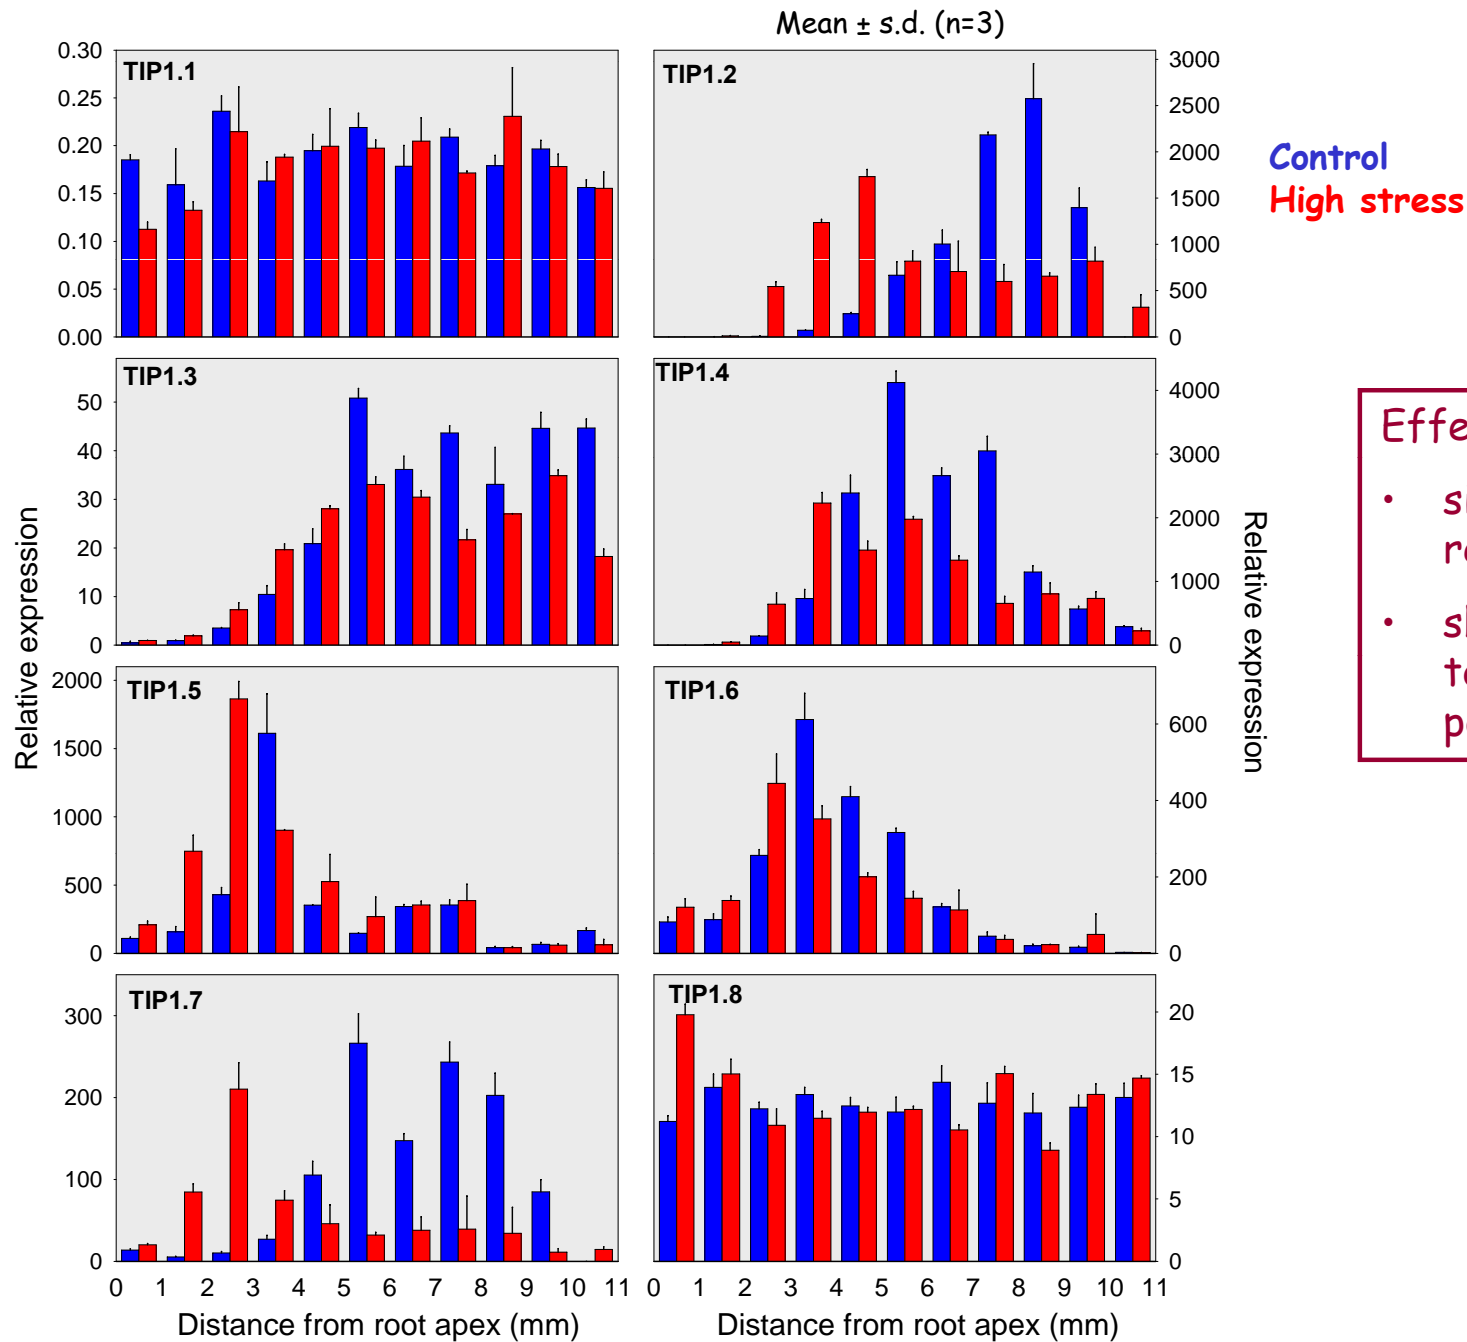 Mean ± s.d. (n=3)
TIP1.1
0.30
0.25
0.20
0.15
0.10
0.05
0.00
TIP1.2
3000
2500
2000
1500
1000
500
0
Control
High stress
TIP1.3
50
40
30
20
10
0
TIP1.4
4000
3000
2000
1000
0
Relative expression
Relative expression
TIP1.5
2000
1500
1000
500
0
TIP1.6
600
400
200
0
TIP1.7
300
200
100
0
TIP1.8
20
15
10
5
0
0 1 2 3 4 5 6 7 8 9 10 11
0 1 2 3 4 5 6 7 8 9 10 11
Distance from root apex (mm)
Distance from root apex (mm)